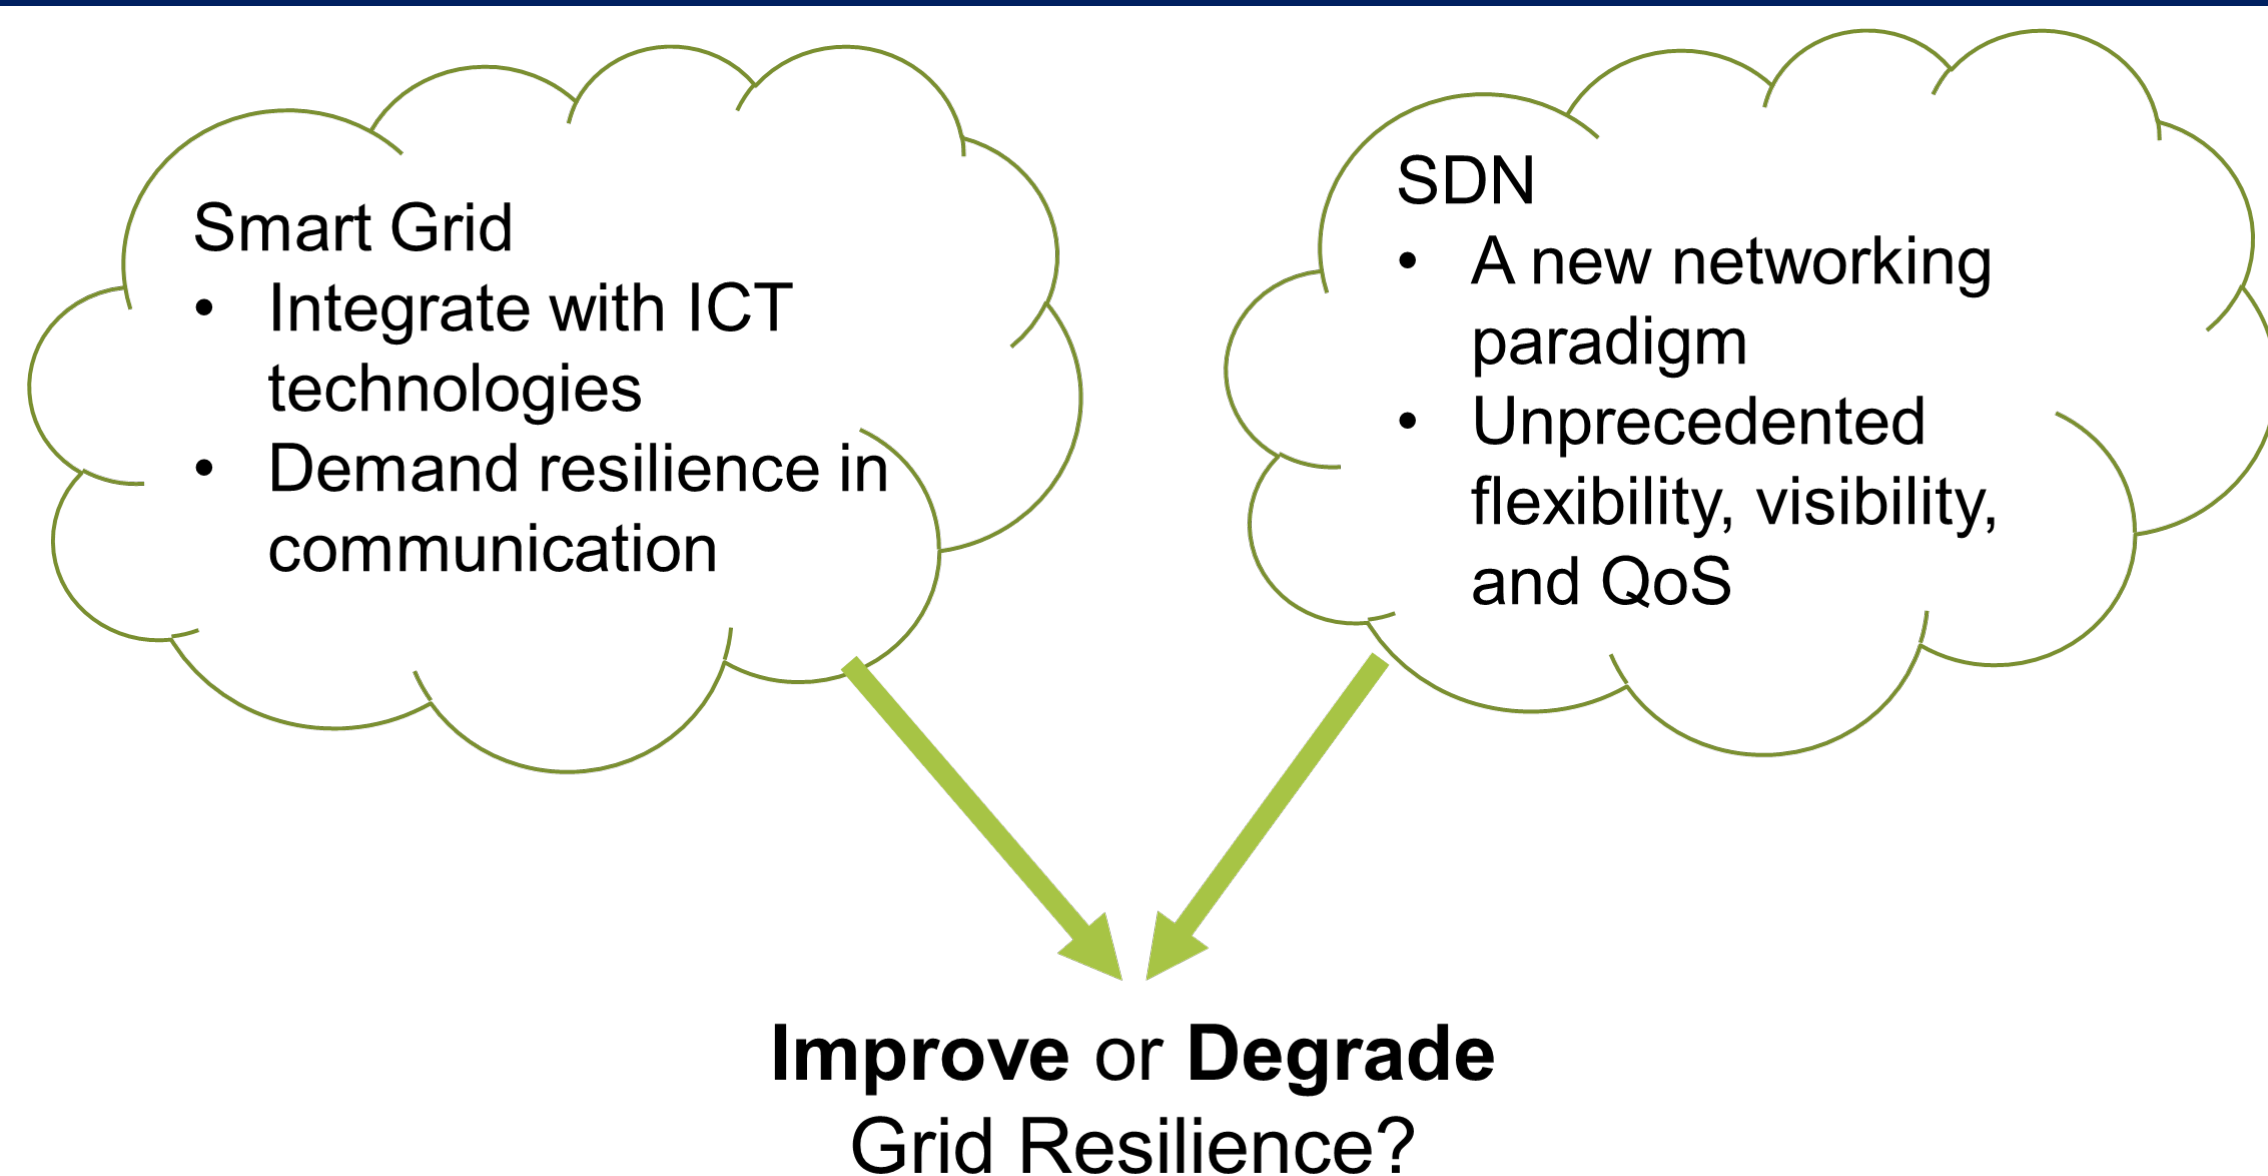 Smart Grid
• Integrate with ICT
technologies
• Demand resilience in
communication
SDN
• A new networking
paradigm
• Unprecedented
flexibility, visibility,
and QoS
Improve or Degrade
Grid Resilience?